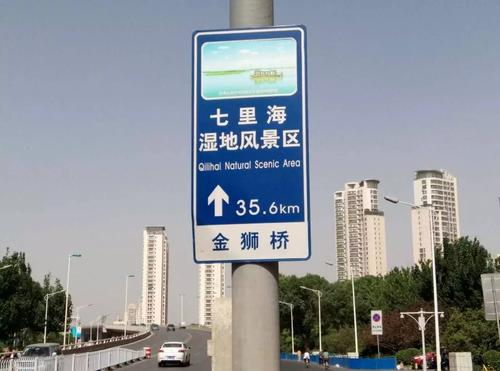 七里海
湿地风景区
Qilihai Natural Scenic Area
35.6km
金狮桥